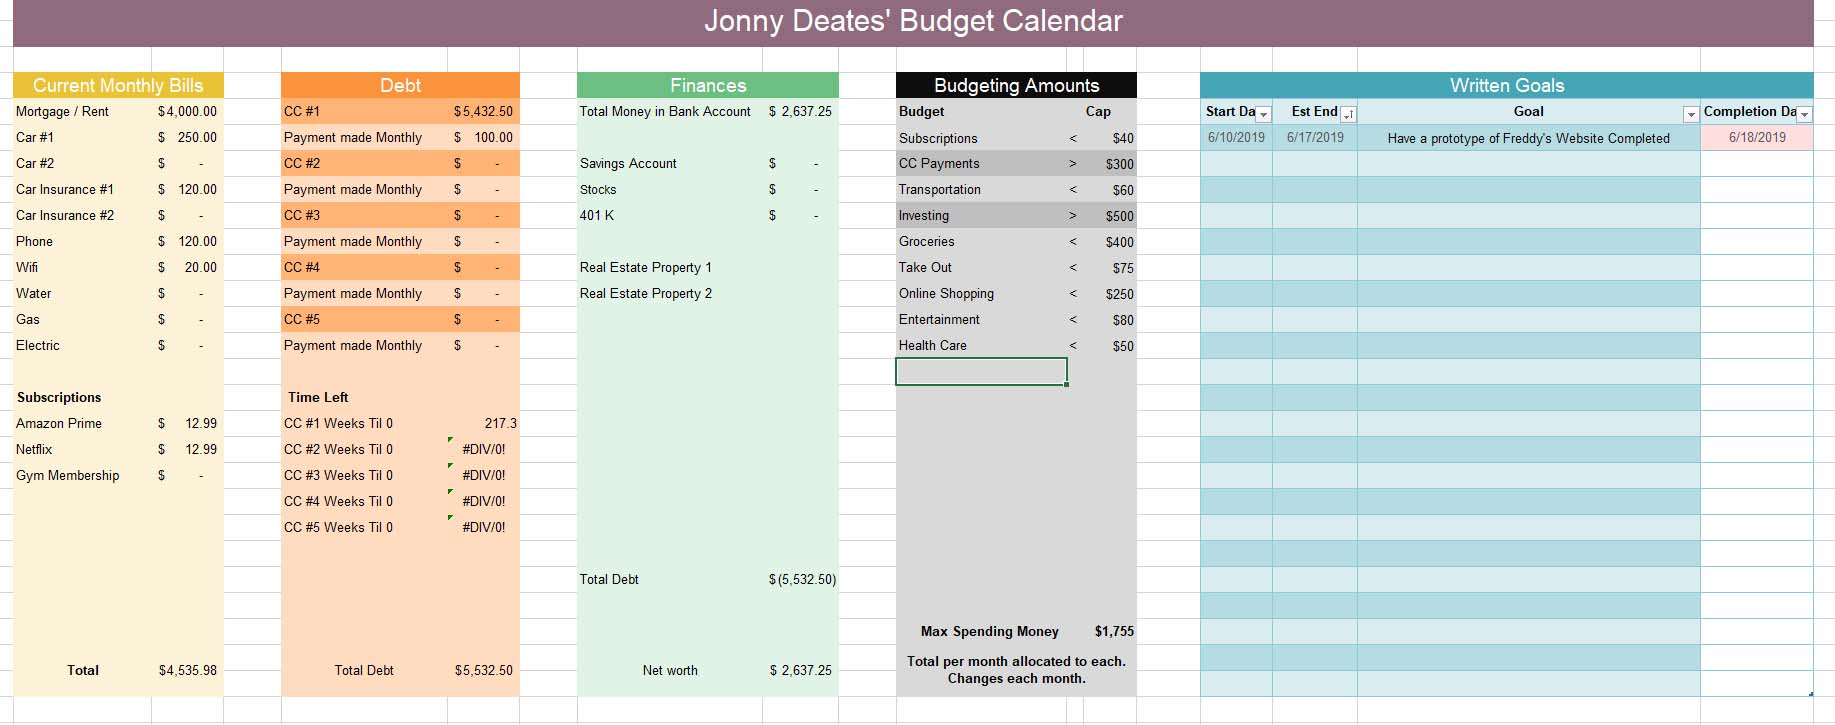 Jonny Deates' Budget Calendar
Current Monthly Bills
Mortgage / Rent $4,000.00
Car #1 $ 250.00
Car #2 $ -
Car Insurance #1 $ 120.00
Car Insurance #2 $ -
Phone $ 120.00
Wifi $ 20.00
Water $ -
Gas $ -
Electric $ -
Subscriptions
Amazon Prime $ 12.99
Netflix $ 12.99
Gym Membership $ -
Total $4,535.98
Debt
CC #1 $5,432.50
Payment made Monthly $ 100.00
CC #2 $ -
Payment made Monthly $ -
CC #3 $ -
Payment made Monthly $ -
CC #4 $ -
Payment made Monthly $ -
CC #5 $ -
Payment made Monthly $ -
Time Left
CC #1 Weeks Til 0 217.3
CC #2 Weeks Til 0 #DIV/0!
CC #3 Weeks Til 0 #DIV/0!
CC #4 Weeks Til 0 #DIV/0!
CC #5 Weeks Til 0 #DIV/0!
Total Debt $5,532.50
Finances
Total Money in Bank Account $ 2,637.25
Savings Account $ -
Stocks $ -
401 K $ -
Real Estate Property 1
Real Estate Property 2
Total Debt $(5,532.50)
Net worth $ 2,637.25
Budgeting Amounts
Budget Cap
Subscriptions < $40
CC Payments > $300
Transportation < $60
Investing > $500
Groceries < $400
Take Out < $75
Online Shopping < $250
Entertainment < $80
Health Care < $50
Max Spending Money $1,755
Total per month allocated to each.
Changes each month.
Written Goals
Start Da Est End Goal Completion Da
6/10/2019 6/17/2019 Have a prototype of Freddy's Website Completed 6/18/2019